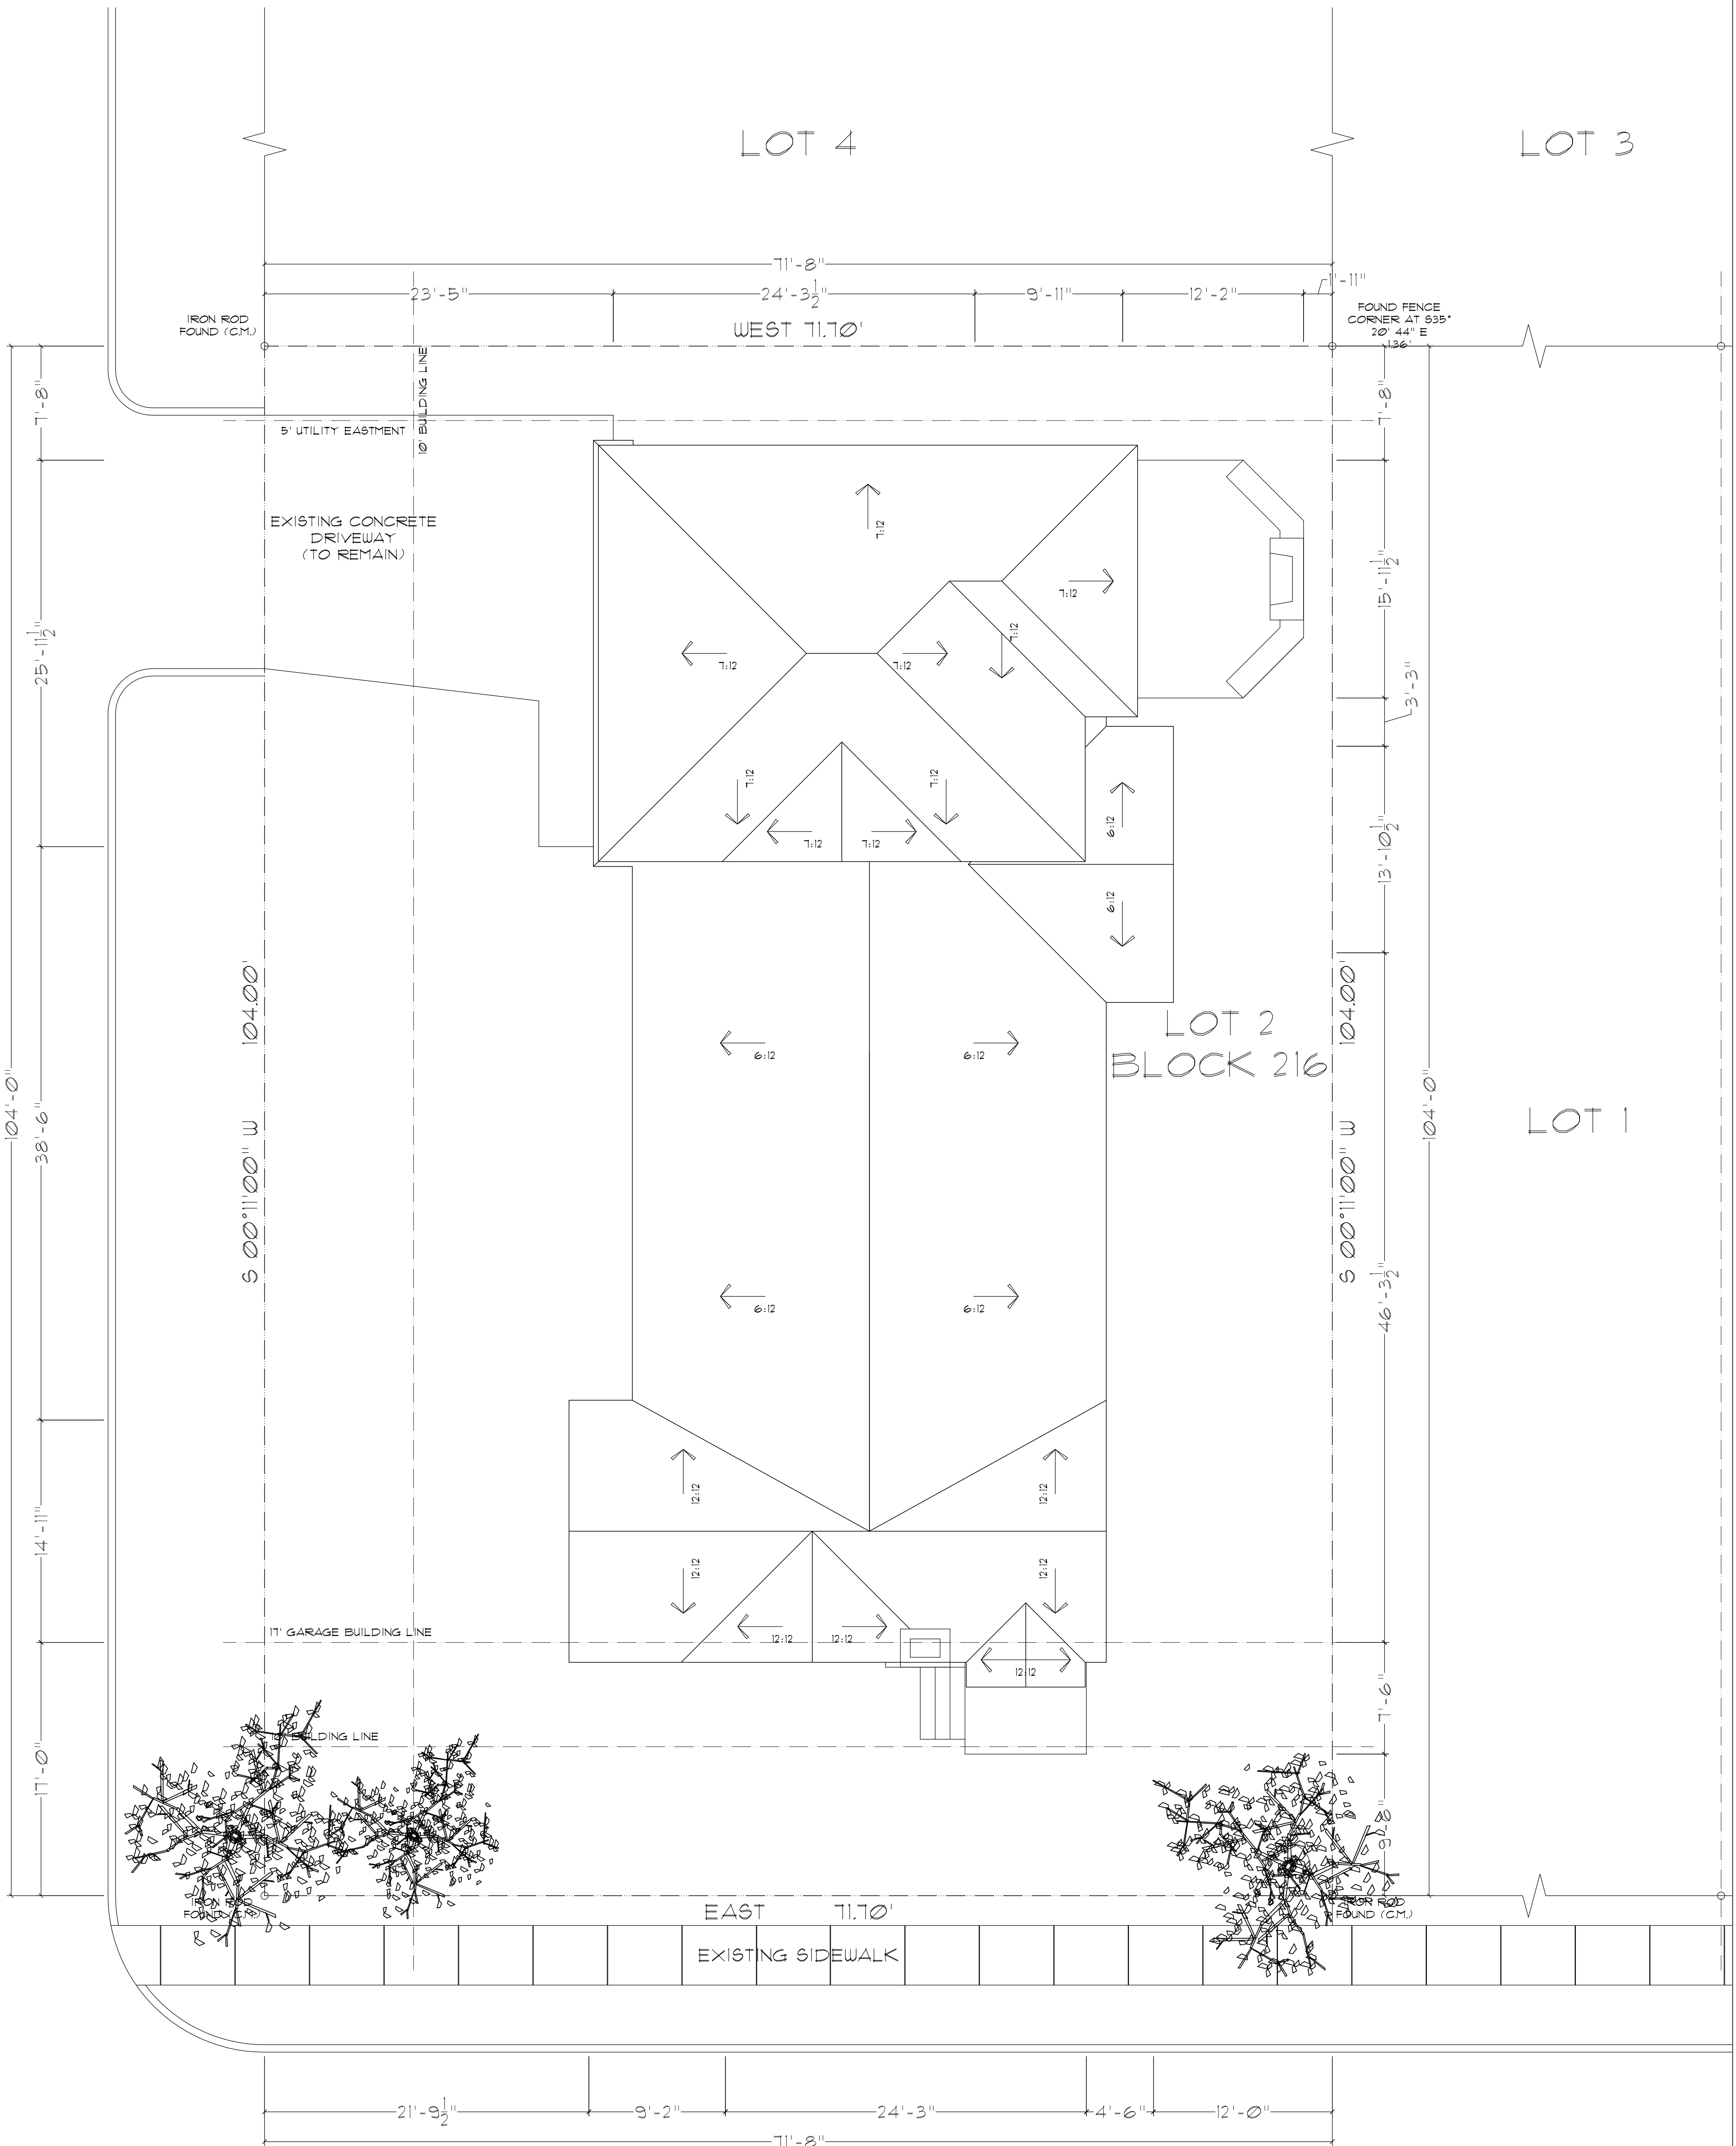 LOT 4
LOT 3
71'-8"
23'-5"
24'-3 1/2"
9'-11"
12'-2"
1'-11"
IRON ROD
FOUND (C.M.)
WEST 71.70'
FOUND FENCE
CORNER AT S35°
20' 44" E
1.36'
7'-8"
10' BUILDING LINE
7'-8"
5' UTILITY EASTMENT
EXISTING CONCRETE
DRIVEWAY
(TO REMAIN)
7:12
7:12
7:12
7:12
7:12
7:12
7:12
7:12
7:12
25'-11 1/2"
15'-11 1/2"
3'-3"
6:12
13'-10 1/2"
6:12
S 00°11'00" W 104.00'
S 00°11'00" W 104.00'
LOT 2
BLOCK 216
LOT 1
104'-0"
38'-6"
104'-0"
46'-3 1/2"
6:12
6:12
6:12
6:12
12:12
12:12
14'-11"
12:12
12:12
17' GARAGE BUILDING LINE
12:12
12:12
12:12
7'-6"
BUILDING LINE
17'-0"
9'-8"
IRON ROD
FOUND (C.M.)
EAST 71.70'
IRON ROD
FOUND (C.M.)
EXISTING SIDEWALK
21'-9 1/2"
9'-2"
24'-3"
4'-6"
12'-0"
71'-8"